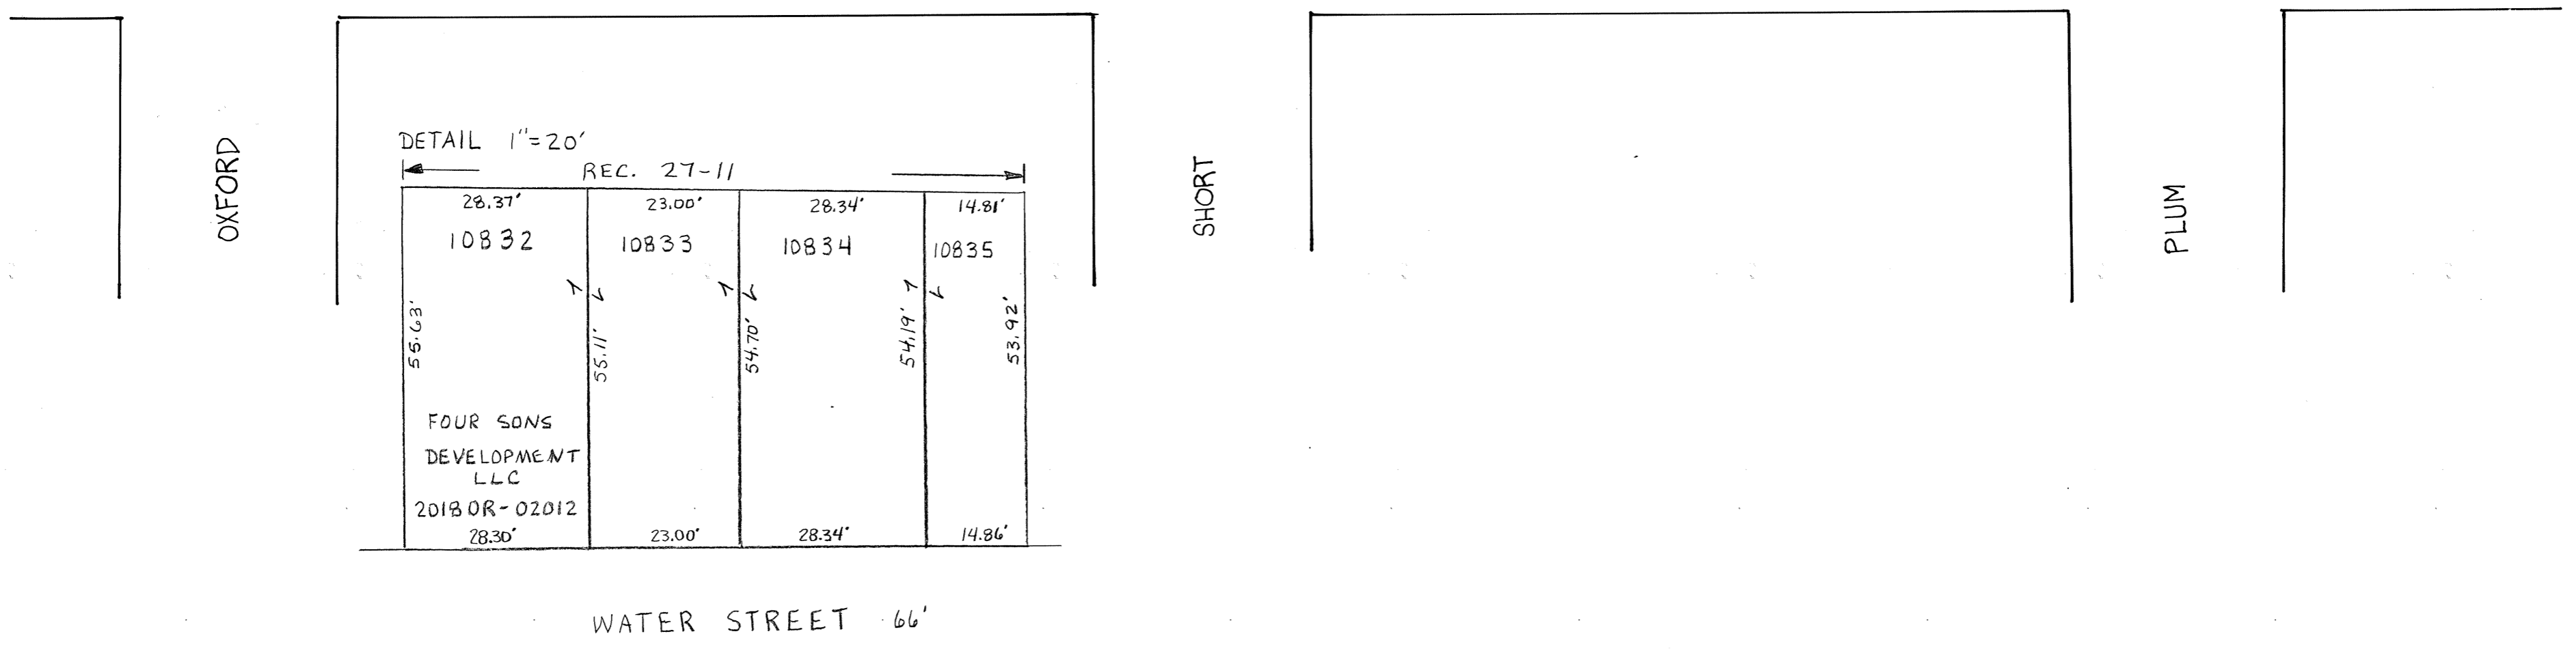 OXFORD
DETAIL 1"=20'
REC. 27-11
28.37'
23.00'
28.34'
14.81'
10832
10833
10834
10835
55.63'
55.11'
54.70'
54.19'
53.92'
FOUR SONS
DEVELOPMENT
LLC
2018OR-02012
28.30'
23.00'
28.34'
14.86'
WATER STREET 66'
SHORT
PLUM